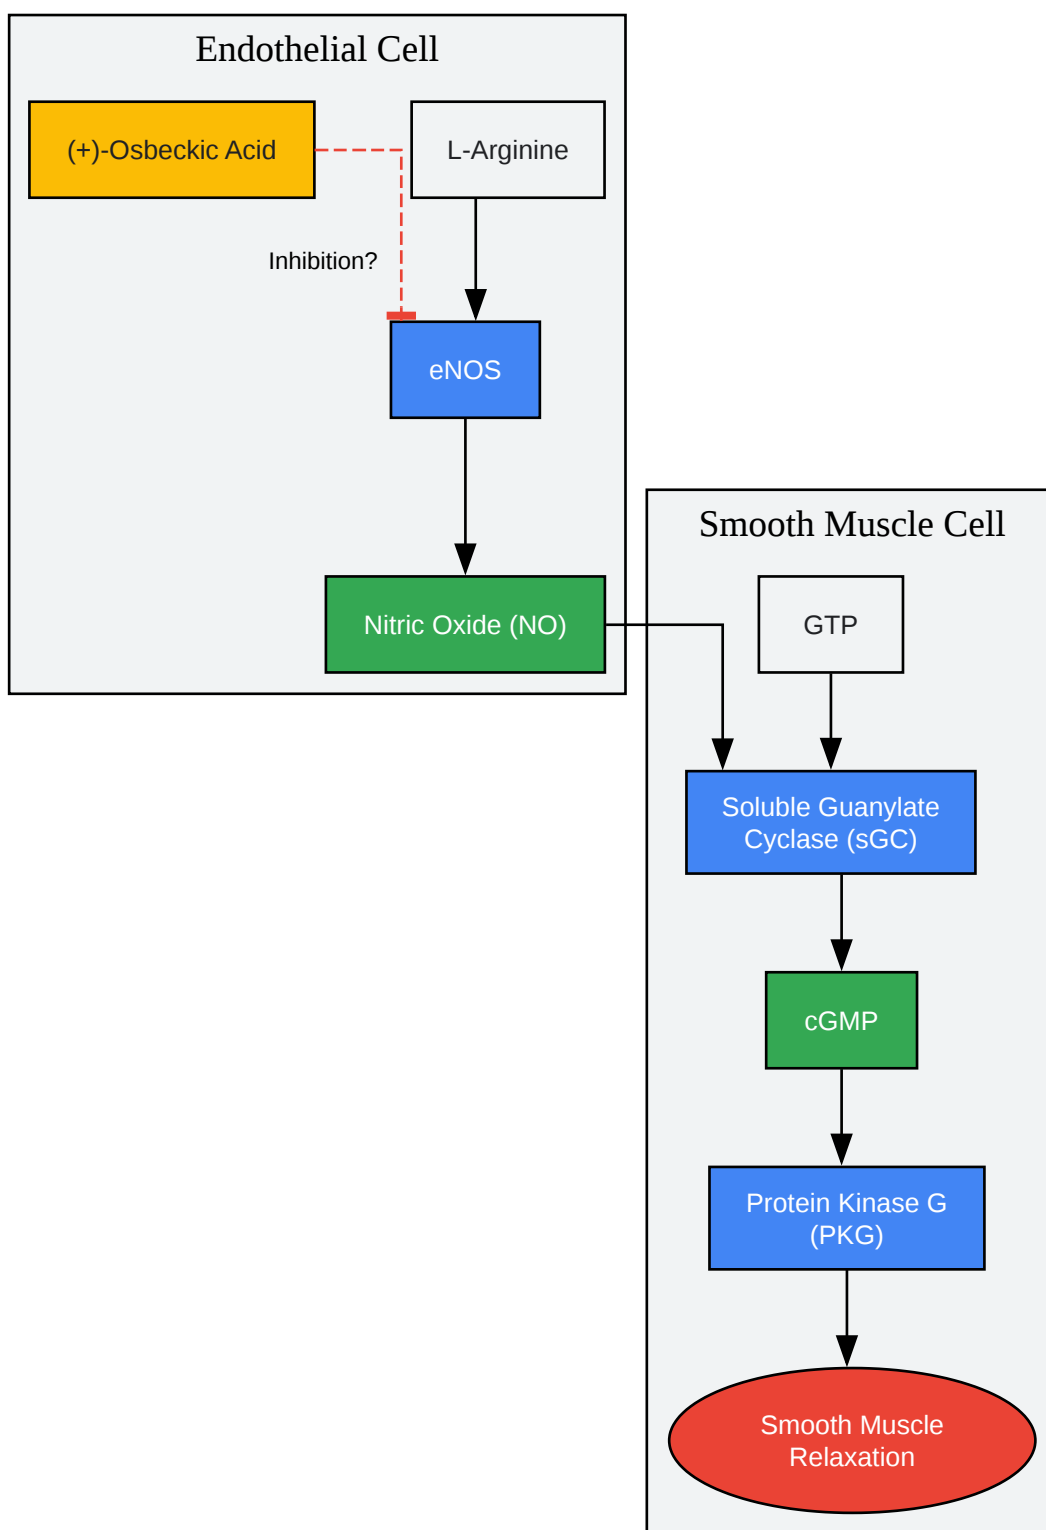 Endothelial Cell
(+)-Osbeckic Acid
L-Arginine
Inhibition?
eNOS
Nitric Oxide (NO)
Smooth Muscle Cell
GTP
Soluble Guanylate
Cyclase (sGC)
cGMP
Protein Kinase G
(PKG)
Smooth Muscle
Relaxation